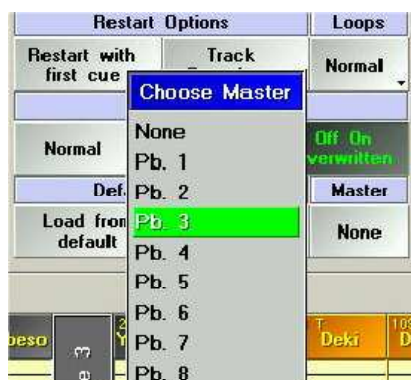 Restart Options
Loops
Restart with
first cue
Track
Normal
Choose Master
None
Pb. 1
Pb. 2
Pb. 3
Pb. 4
Pb. 5
Pb. 6
Pb. 7
Pb. 8
Normal
Off On
verwritten
Def.
Master
Load from
default
None
peso
Deki